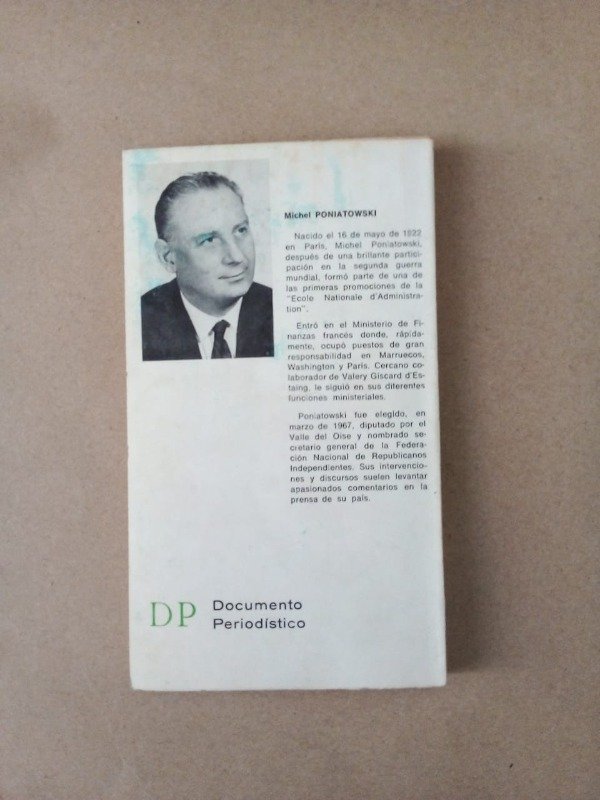 Michel PONIATOWSKI
Nacido el 16 de mayo de 1922
en París, Michel Poniatowski,
después de una brillante partici-
pación en la segunda guerra
mundial, formó parte de una de
las primeras promociones de la
"Ecole Nationale d'Administra-
tion".
Entró en el Ministerio de Fi-
nanzas francés donde, rápida-
mente, ocupó puestos de gran
responsabilidad en Marruecos,
Washington y París. Cercano co-
laborador de Valery Giscard d'Es-
taing, le siguió en sus diferentes
funciones ministeriales.
Poniatowski fue elegido, en
marzo de 1967, diputado por el
Valle del Oise y nombrado se-
cretario general de la Federa-
ción Nacional de Republicanos
Independientes. Sus intervencio-
nes y discursos suelen levantar
apasionados comentarios en la
prensa de su país.
DP Documento
Periodístico